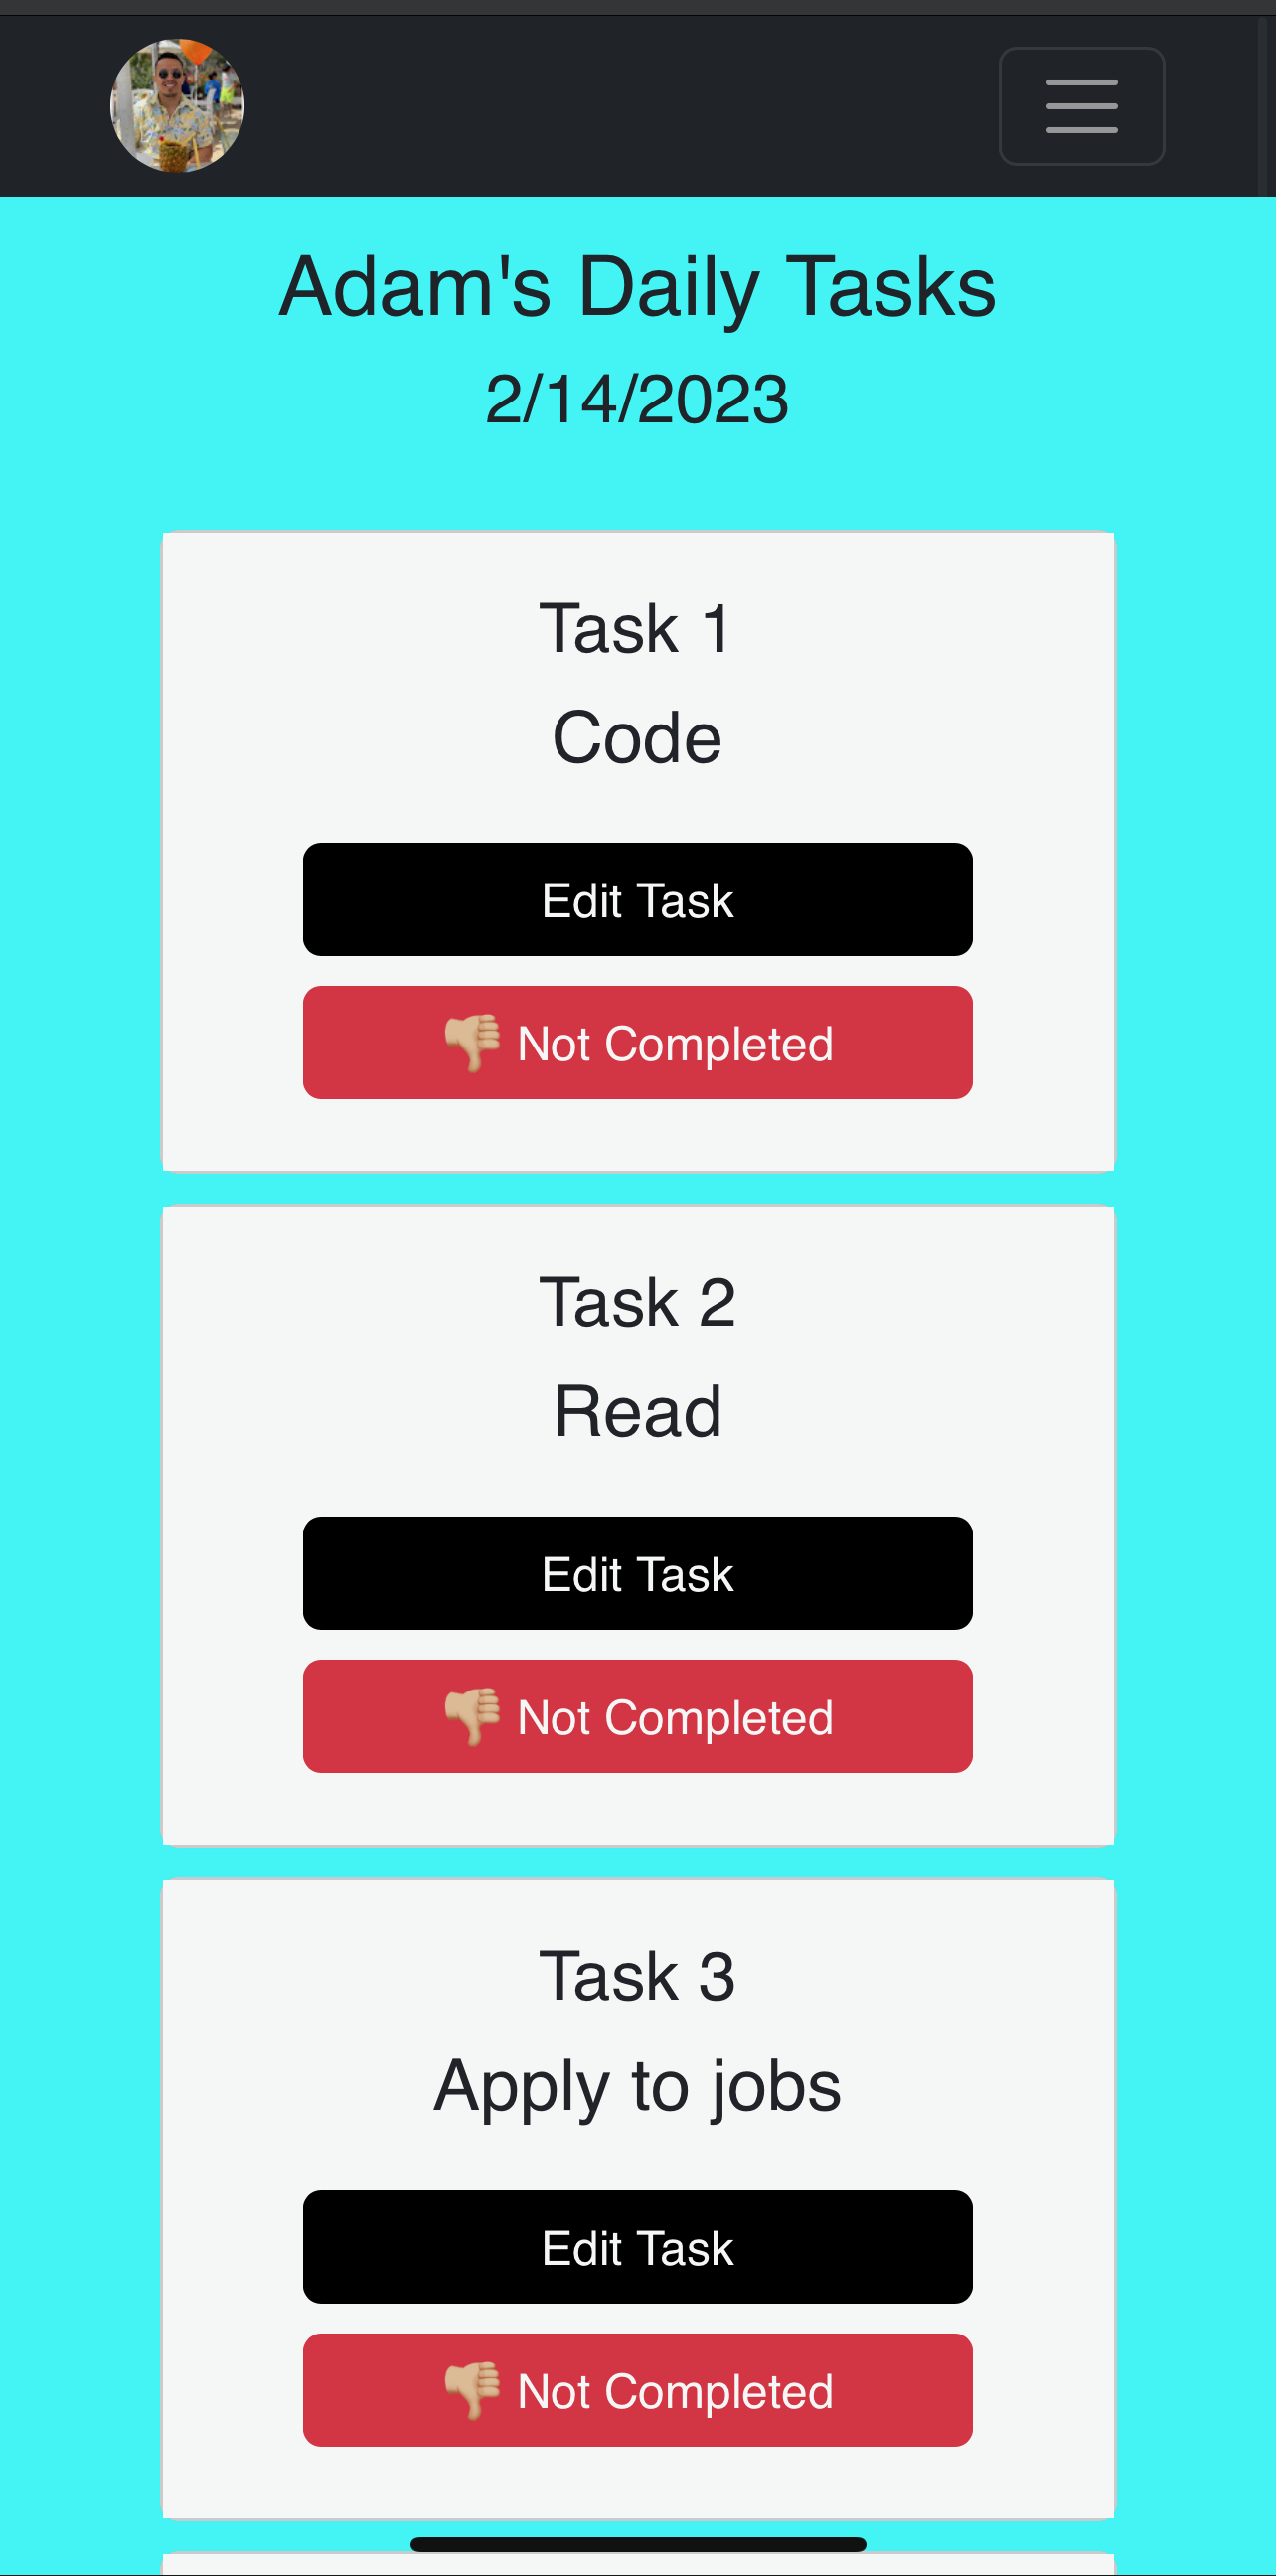 Adam's Daily Tasks
2/14/2023
Task 1
Code
Edit Task
👎🏼 Not Completed
Task 2
Read
Edit Task
👎🏼 Not Completed
Task 3
Apply to jobs
Edit Task
👎🏼 Not Completed